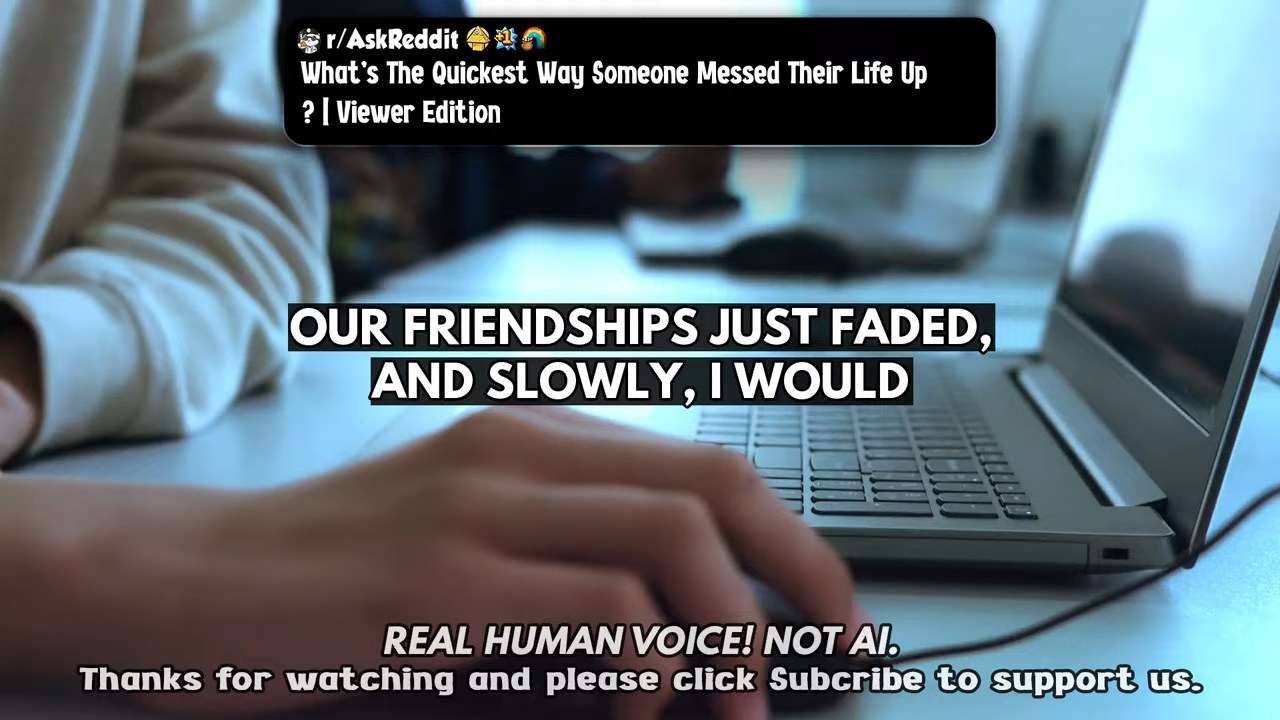 r/AskReddit
What's The Quickest Way Someone Messed Their Life Up
? | Viewer Edition
OUR FRIENDSHIPS JUST FADED,
AND SLOWLY, I WOULD
REAL HUMAN VOICE! NOT AI.
Thanks for watching and please click Subcribe to support us.